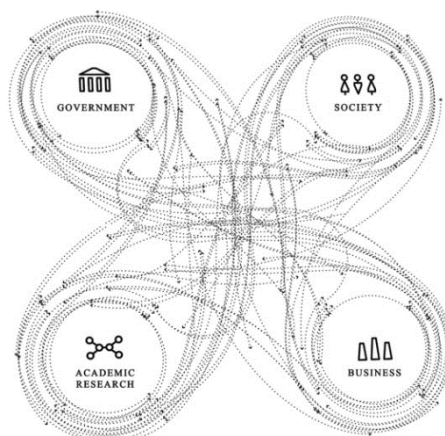 GOVERNMENT
SOCIETY
ACADEMIC
RESEARCH
BUSINESS